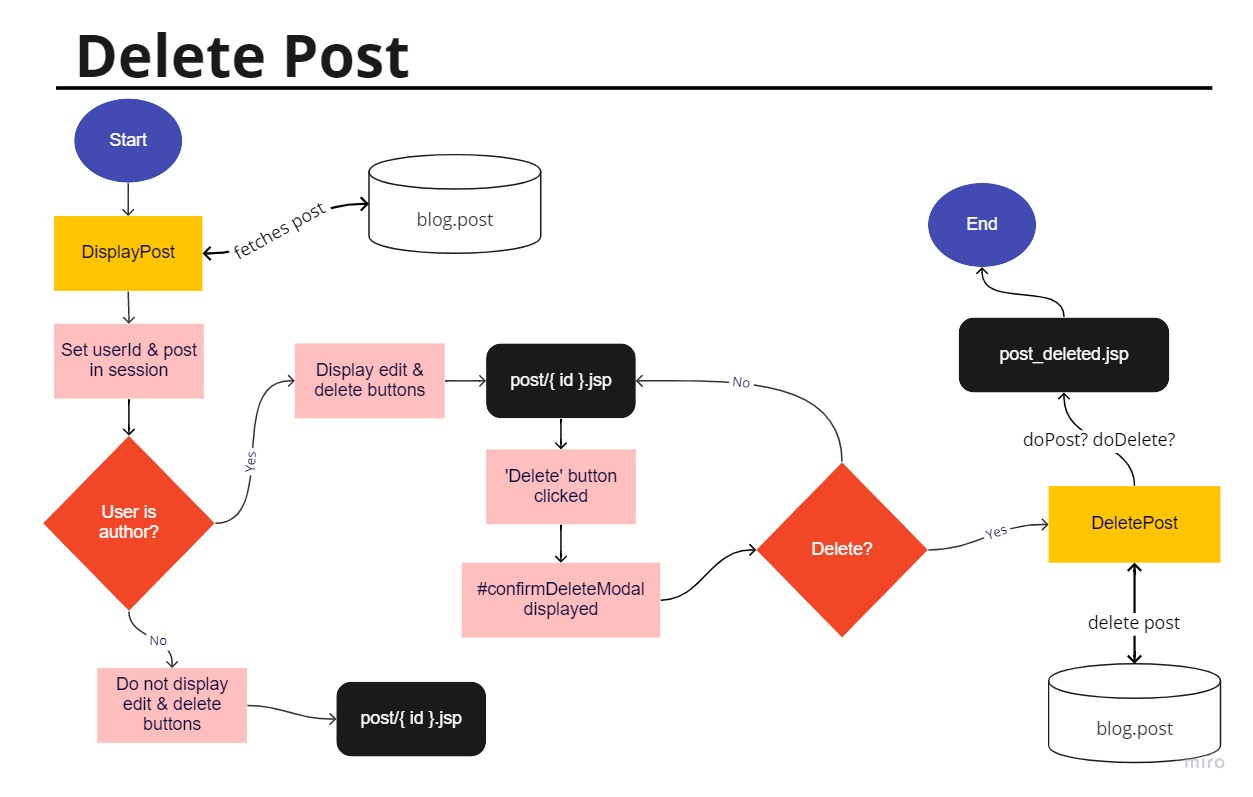 Delete Post
Start
DisplayPost
fetches post
blog.post
Set userId & post
in session
User is
author?
Yes
No
Display edit &
delete buttons
post/{ id }.jsp
'Delete' button
clicked
#confirmDeleteModal
displayed
Do not display
edit & delete
buttons
post/{ id }.jsp
Delete?
No
Yes
DeletePost
delete post
blog.post
doPost? doDelete?
post_deleted.jsp
End
miro